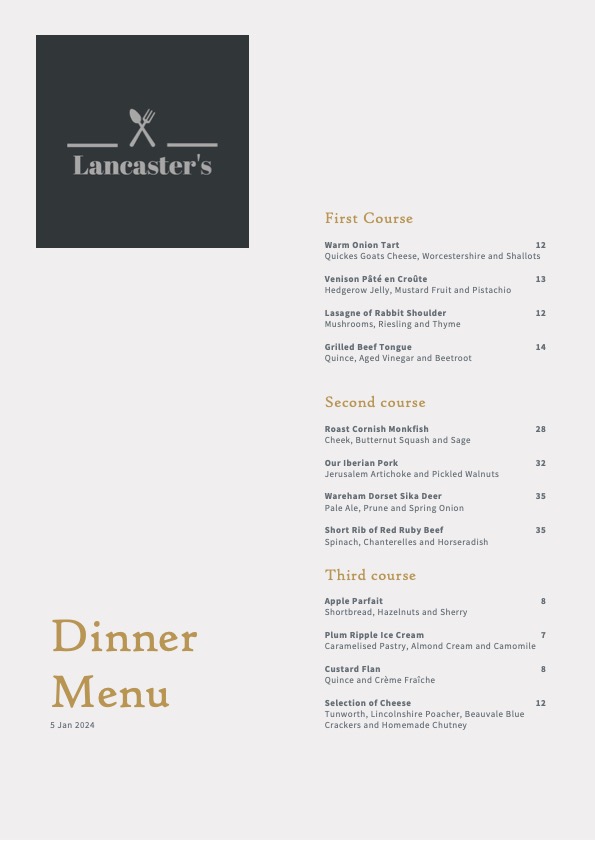 Lancaster's
First Course
Warm Onion Tart 12
Quickes Goats Cheese, Worcestershire and Shallots
Venison Pâté en Croûte 13
Hedgerow Jelly, Mustard Fruit and Pistachio
Lasagne of Rabbit Shoulder 12
Mushrooms, Riesling and Thyme
Grilled Beef Tongue 14
Quince, Aged Vinegar and Beetroot
Second course
Roast Cornish Monkfish 28
Cheek, Butternut Squash and Sage
Our Iberian Pork 32
Jerusalem Artichoke and Pickled Walnuts
Wareham Dorset Sika Deer 35
Pale Ale, Prune and Spring Onion
Short Rib of Red Ruby Beef 35
Spinach, Chanterelles and Horseradish
Third course
Apple Parfait 8
Shortbread, Hazelnuts and Sherry
Plum Ripple Ice Cream 7
Caramelised Pastry, Almond Cream and Camomile
Custard Flan 8
Quince and Crème Fraîche
Selection of Cheese 12
Tunworth, Lincolnshire Poacher, Beauvale Blue
Crackers and Homemade Chutney
Dinner
Menu
5 Jan 2024